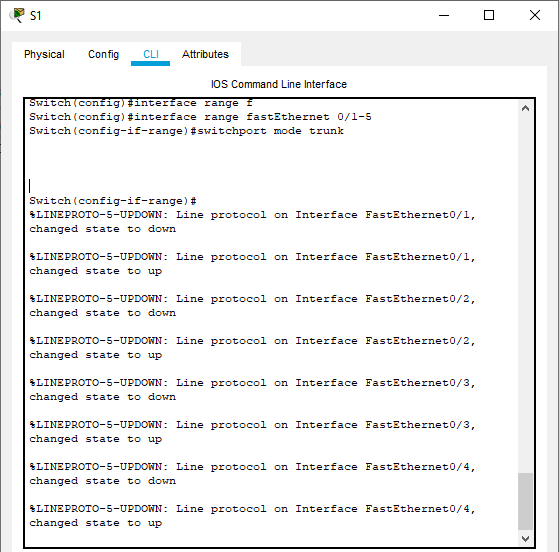 S1
Physical Config CLI Attributes
IOS Command Line Interface
Switch(config)#interface range f
Switch(config)#interface range fastEthernet 0/1-5
Switch(config-if-range)#switchport mode trunk
Switch(config-if-range)#
%LINEPROTO-5-UPDOWN: Line protocol on Interface FastEthernet0/1,
changed state to down
%LINEPROTO-5-UPDOWN: Line protocol on Interface FastEthernet0/1,
changed state to up
%LINEPROTO-5-UPDOWN: Line protocol on Interface FastEthernet0/2,
changed state to down
%LINEPROTO-5-UPDOWN: Line protocol on Interface FastEthernet0/2,
changed state to up
%LINEPROTO-5-UPDOWN: Line protocol on Interface FastEthernet0/3,
changed state to down
%LINEPROTO-5-UPDOWN: Line protocol on Interface FastEthernet0/3,
changed state to up
%LINEPROTO-5-UPDOWN: Line protocol on Interface FastEthernet0/4,
changed state to down
%LINEPROTO-5-UPDOWN: Line protocol on Interface FastEthernet0/4,
changed state to up